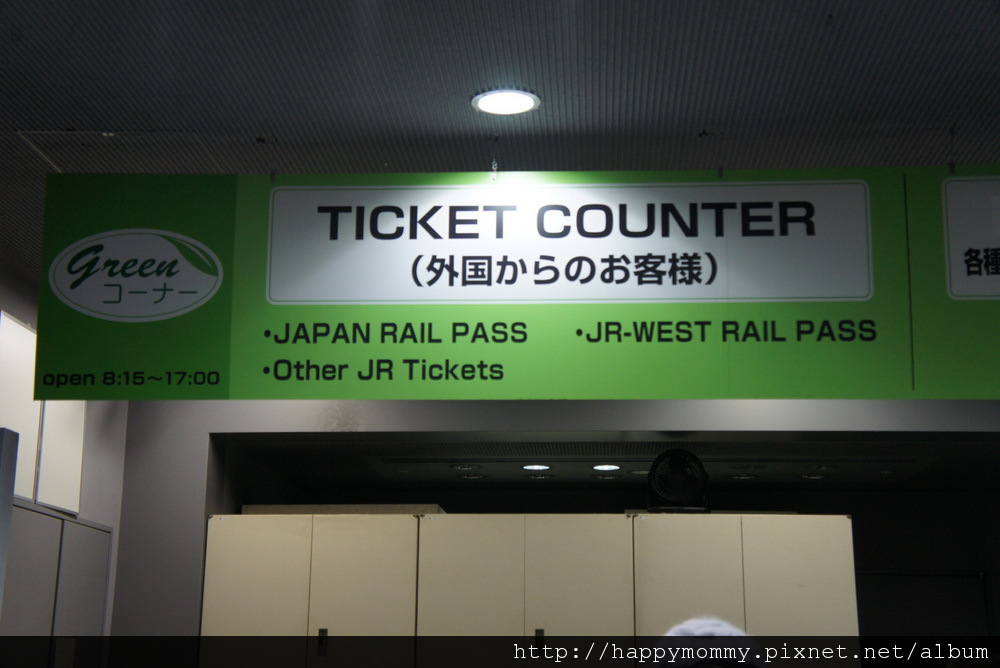 Green
コーナー
open 8:15～17:00
TICKET COUNTER
（外国からのお客様）
・JAPAN RAIL PASS ・JR-WEST RAIL PASS
・Other JR Tickets
各種
http://happymommy.pixnet.net/album